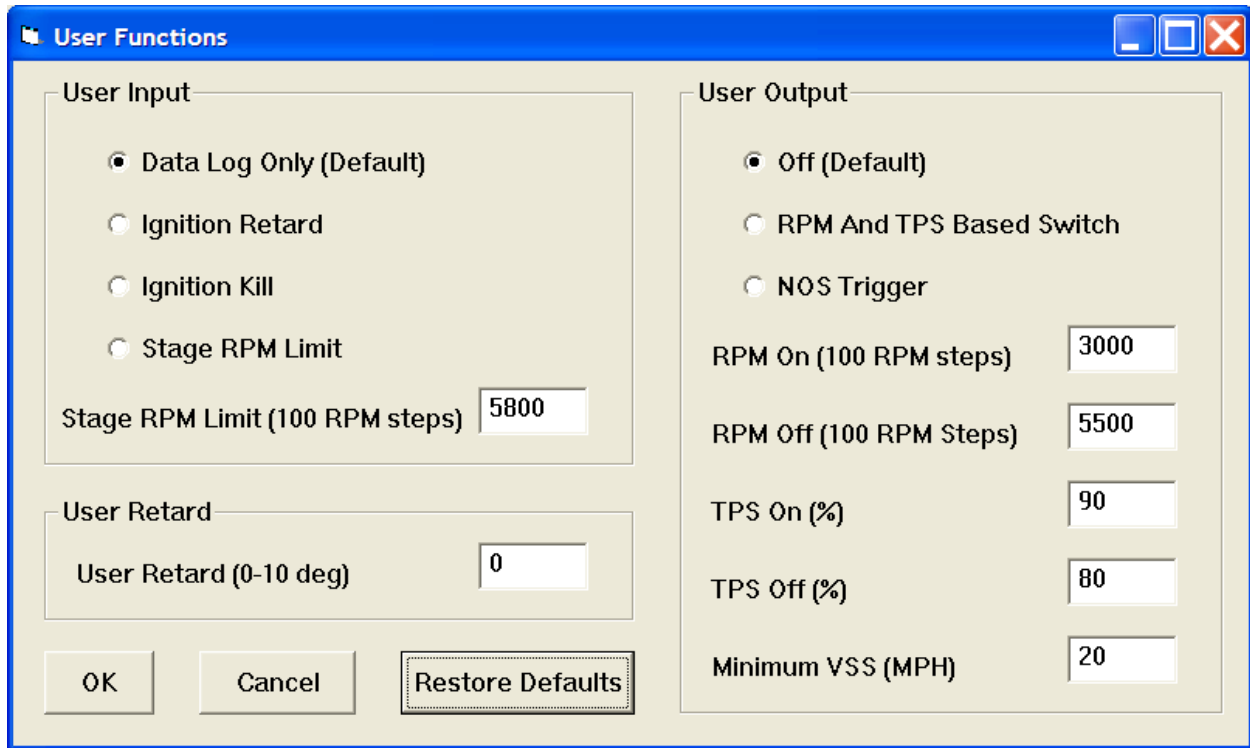 User Functions
User Input
Data Log Only (Default)
Ignition Retard
Ignition Kill
Stage RPM Limit
Stage RPM Limit (100 RPM steps) 5800
User Retard
User Retard (0-10 deg) 0
OK Cancel Restore Defaults
User Output
Off (Default)
RPM And TPS Based Switch
NOS Trigger
RPM On (100 RPM steps) 3000
RPM Off (100 RPM Steps) 5500
TPS On (%) 90
TPS Off (%) 80
Minimum VSS (MPH) 20